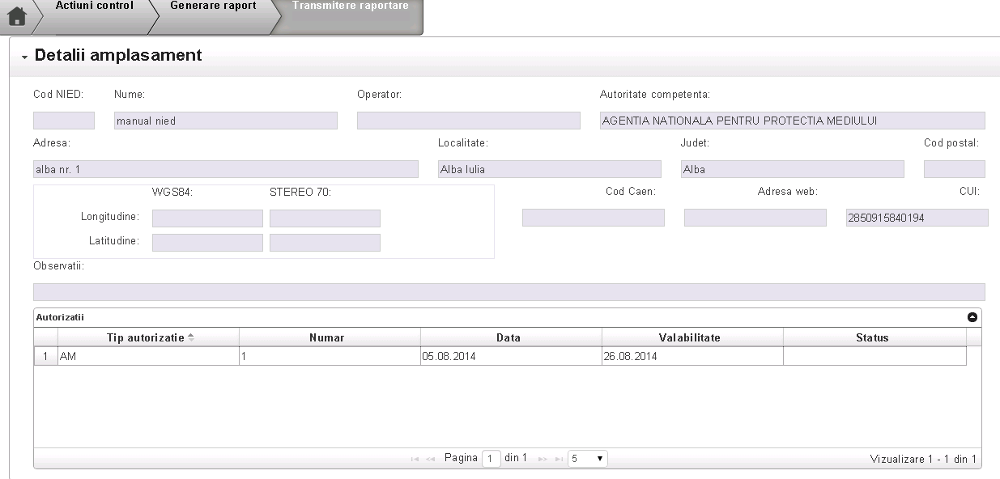 Actiuni control Generare raport Transmitere raportare
Detalii amplasament
Cod NIED: Nume: Operator: Autoritate competenta:
manual nied AGENTIA NATIONALA PENTRU PROTECTIA MEDIULUI
Adresa: Localitate: Judet: Cod postal:
alba nr. 1 Alba Iulia Alba
WGS84: STEREO 70: Cod Caen: Adresa web: CUI:
Longitudine: 2850915840194
Latitudine:
Observatii:
Autorizatii
Tip autorizatie Numar Data Valabilitate Status
1 AM 1 05.08.2014 26.08.2014
Pagina 1 din 1 5 Vizualizare 1 - 1 din 1